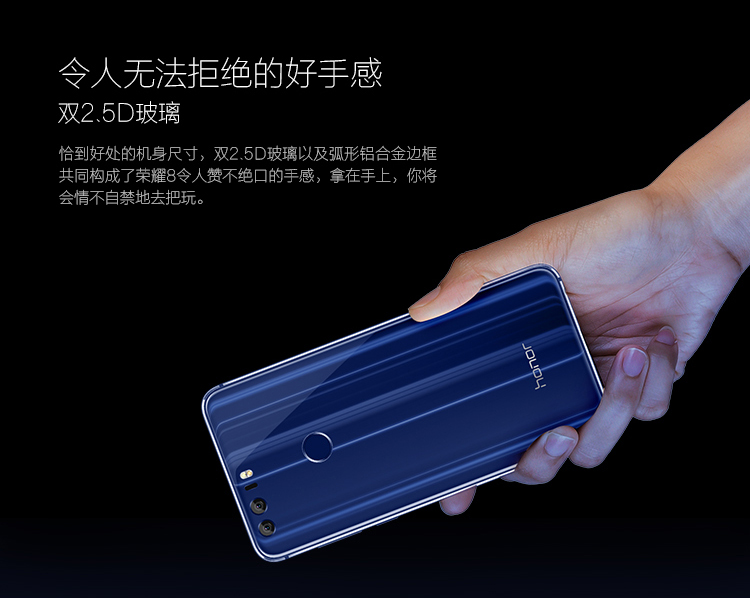 令人无法拒绝的好手感
双2.5D玻璃
恰到好处的机身尺寸，双2.5D玻璃以及弧形铝合金边框
共同构成了荣耀8令人赞不绝口的手感，拿在手上，你将
会情不自禁地去把玩。
honor